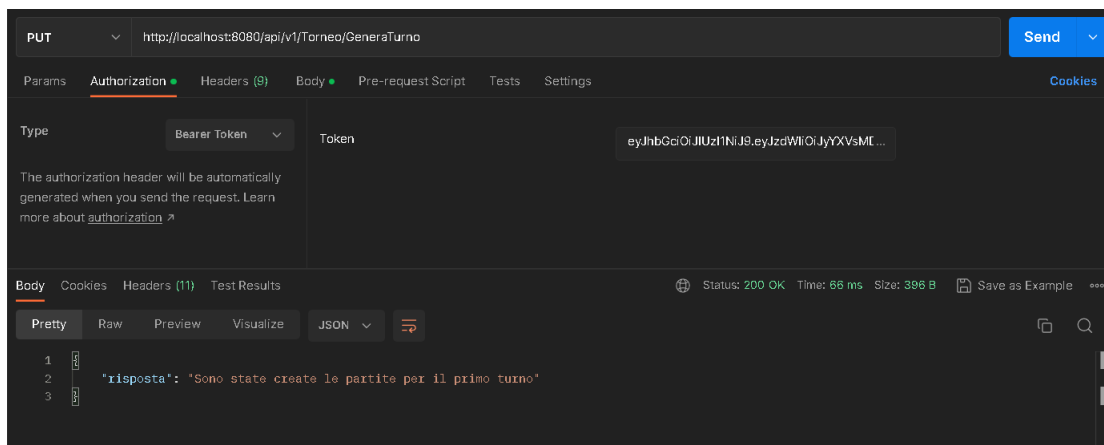 PUT http://localhost:8080/api/v1/Torneo/GeneraTurno Send
Params Authorization Headers (9) Body Pre-request Script Tests Settings Cookies
Type Bearer Token Token
The authorization header will be automatically
generated when you send the request. Learn
more about authorization ↗
Body Cookies Headers (11) Test Results Status: 200 OK Time: 66 ms Size: 396 B Save as Example
Pretty Raw Preview Visualize JSON
1 {
2 "risposta": "Sono state create le partite per il primo turno"
3 }